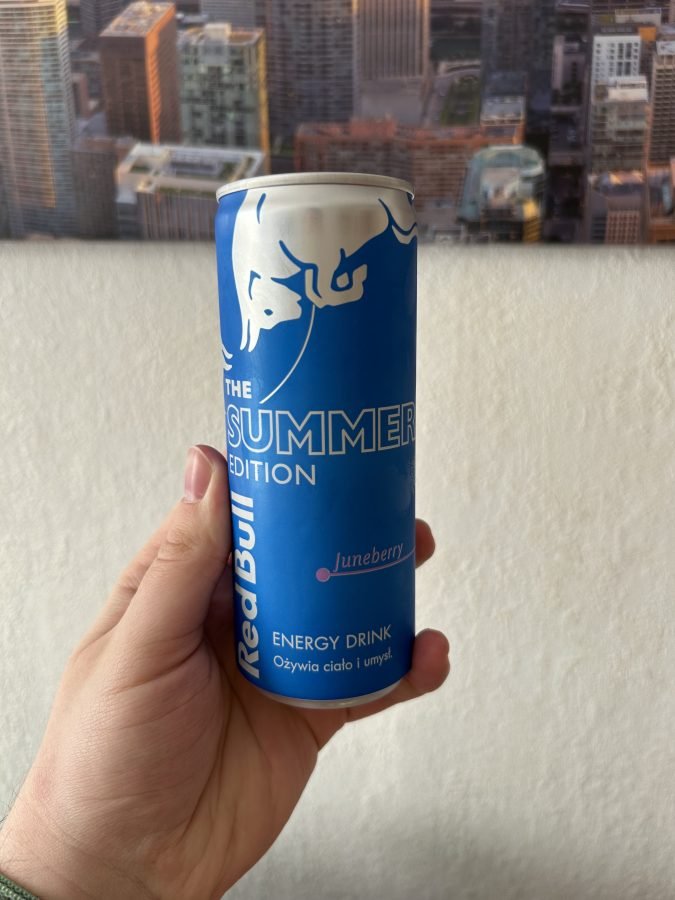 THE
SUMMER
EDITION
Red Bull
Juneberry
ENERGY DRINK
Ożywia ciało i umysł.